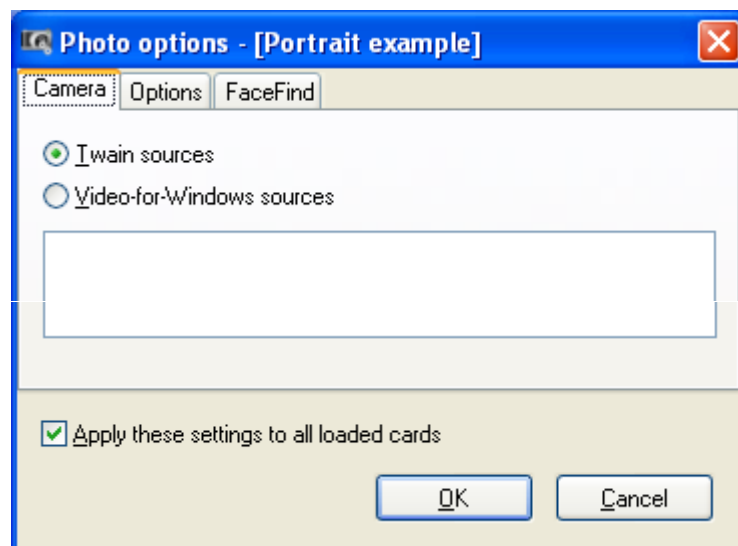 Photo options - [Portrait example]
Camera Options FaceFind
Twain sources
Video-for-Windows sources
Apply these settings to all loaded cards
OK Cancel